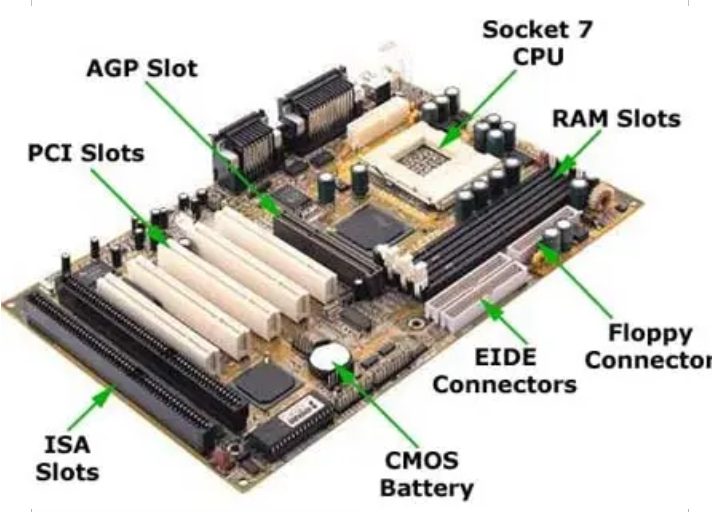 Socket 7
CPU
AGP Slot
RAM Slots
PCI Slots
Floppy
Connector
EIDE
Connectors
ISA
Slots
CMOS
Battery